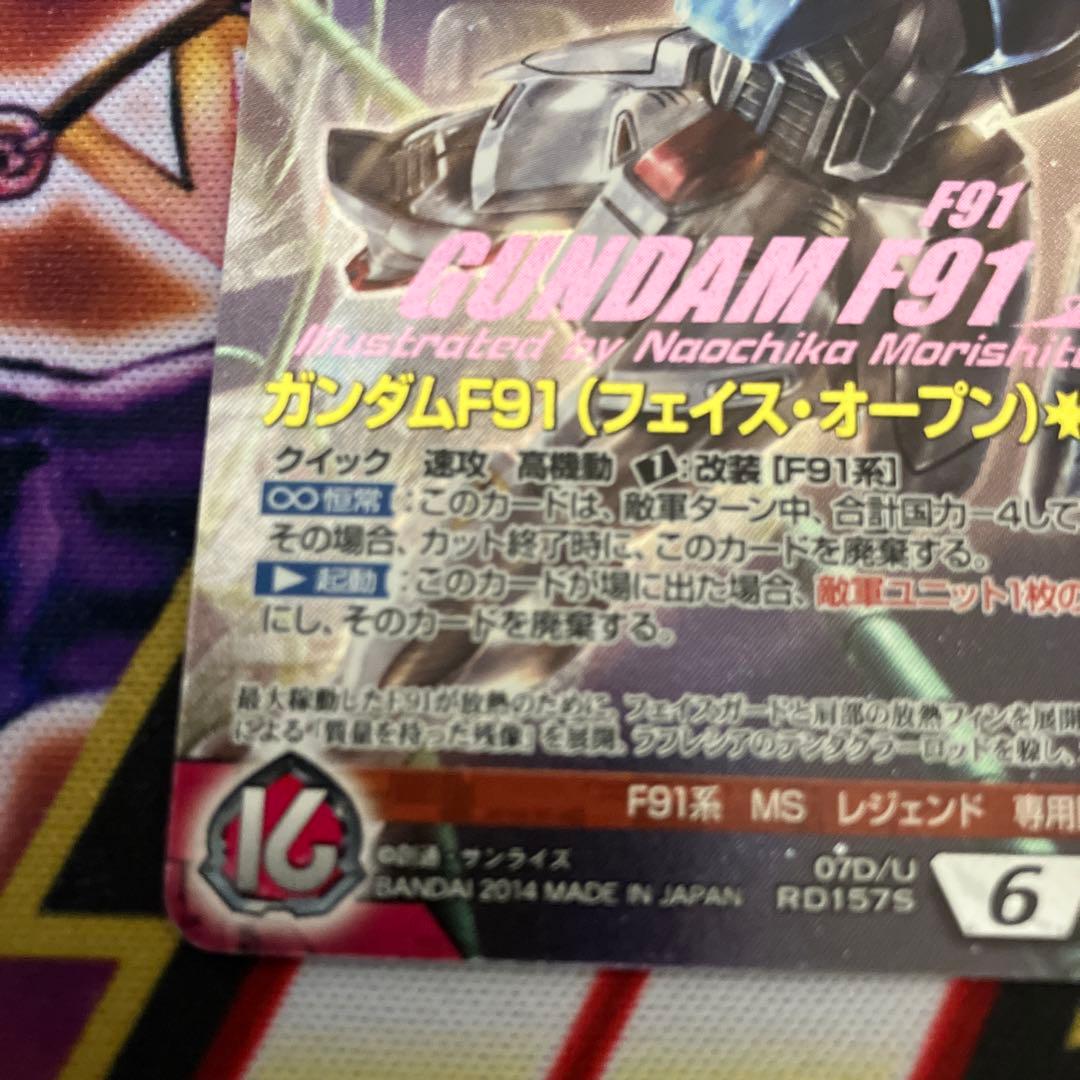 F91
GUNDAM F91
Illustrated by Naochika Morishita
ガンダムF91(フェイス・オープン)
クイック 速攻 高機動 1:改装[F91系]
∞恒常:このカードは、敵軍ターン中、合計国力-4して
その場合、カット終了時に、このカードを廃棄する。
▶起動:このカードが場に出た場合、敵軍ユニット1枚の
にし、そのカードを廃棄する。
最大稼動したF91が放熱のために、フェイスガードと肩部の放熱フィンを展開
による「質量を持った残像」を展開、ラフレシアのテンタクラーロッドを躱し、
F91系 MS レジェンド 専用
16
©創通・サンライズ
07D/U
BANDAI 2014 MADE IN JAPAN
RD157S
6